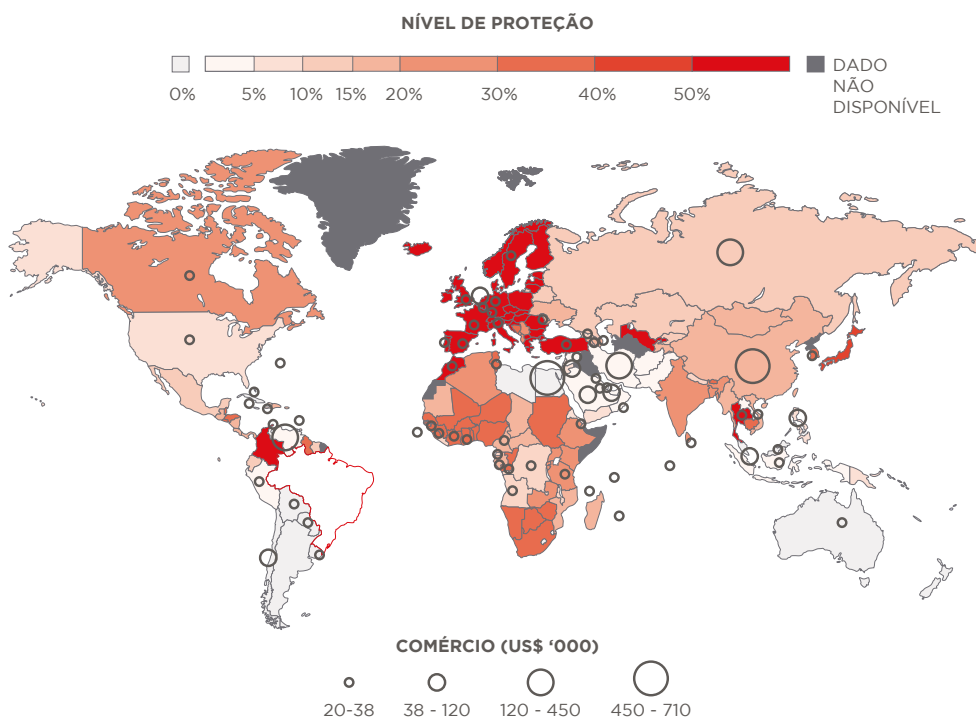 NÍVEL DE PROTEÇÃO
DADO
NÃO
DISPONÍVEL
0% 5% 10% 15% 20% 30% 40% 50%
COMÉRCIO (US$ ‘000)
20-38 38 - 120 120 - 450 450 - 710